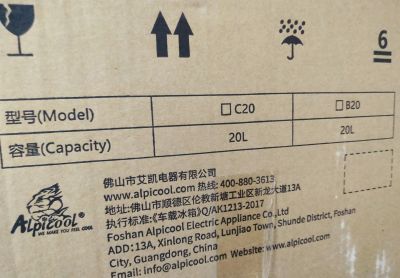 6
型号(Model) □C20 □B20
容量(Capacity) 20L 20L
佛山市艾凯电器有限公司
www.alpicool.com 热线: 400-880-3613
地址:佛山市顺德区伦教新塘工业区新龙大道13A
执行标准:《车载冰箱》Q/AK1213-2017
Foshan Alpicool Electric Appliance Co.,Ltd
ADD:13A, Xinlong Road, Lunjiao Town, Shunde District, Foshan
City, Guangdong, China
Email: info@alpicool.com Website: www.alpicool.com
Alpicool®
WE MAKE YOU FEEL COOL